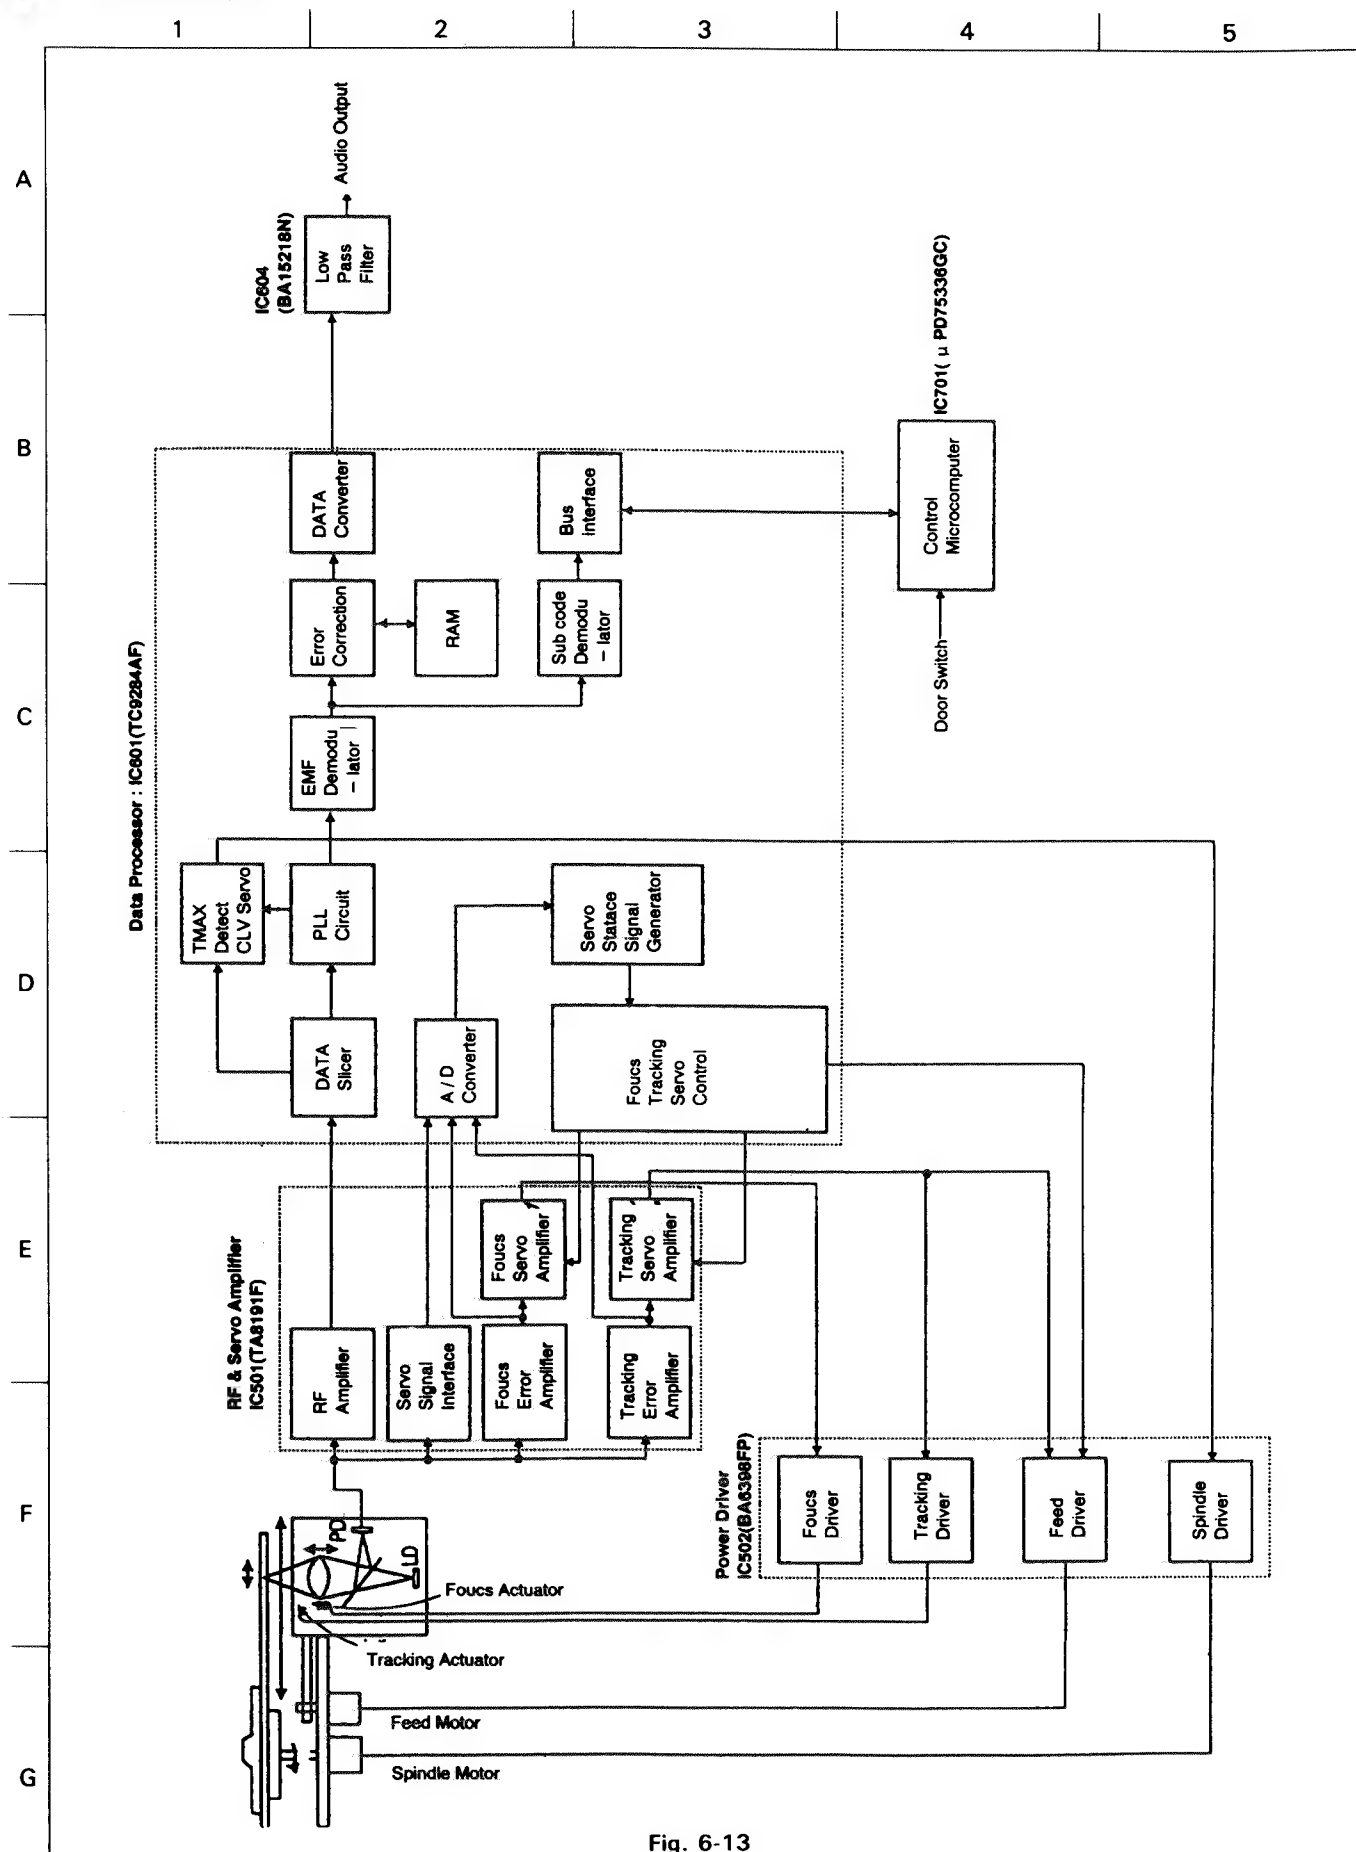 1 2 3 4 5
A
B
C
D
E
F
G
Audio Output
IC604
(BA15218N)
Low
Pass
Filter
IC701( μ PD75336GC)
Control
Microcomputer
Door Switch
Data Processor : IC601(TC9284AF)
DATA
Converter
Bus
interface
Error
Correction
RAM
Sub code
Demodu
– lator
EMF
Demodu
– lator
TMAX
Detect
CLV Servo
PLL
Circuit
Servo
Statace
Signal
Generator
DATA
Slicer
A / D
Converter
Foucs
Tracking
Servo
Control
RF & Servo Amplifier
IC501(TA8191F)
Foucs
Servo
Amplifier
Tracking
Servo
Amplifier
RF
Amplifier
Servo
Signal
Interface
Foucs
Error
Amplifier
Tracking
Error
Amplifier
Power Driver
IC502(BA6398FP)
Foucs
Driver
Tracking
Driver
Feed
Driver
Spindle
Driver
PD
LD
Foucs Actuator
Tracking Actuator
Feed Motor
Spindle Motor
Fig. 6-13